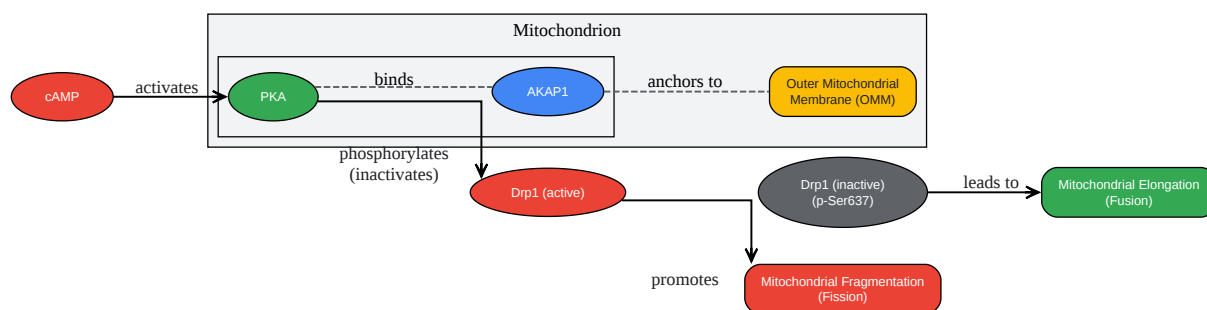 Mitochondrion
cAMP
activates
PKA
binds
AKAP1
anchors to
Outer Mitochondrial
Membrane (OMM)
phosphorylates
(inactivates)
Drp1 (active)
Drp1 (inactive)
(p-Ser637)
leads to
Mitochondrial Elongation
(Fusion)
promotes
Mitochondrial Fragmentation
(Fission)